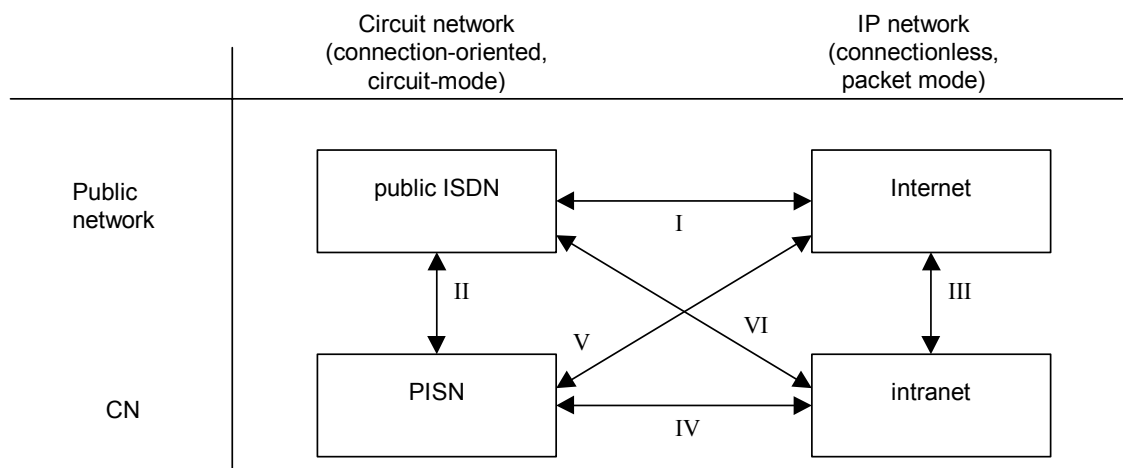 Circuit network
(connection-oriented,
circuit-mode)
IP network
(connectionless,
packet mode)
Public
network
public ISDN
Internet
I
II
III
V
VI
CN
PISN
intranet
IV